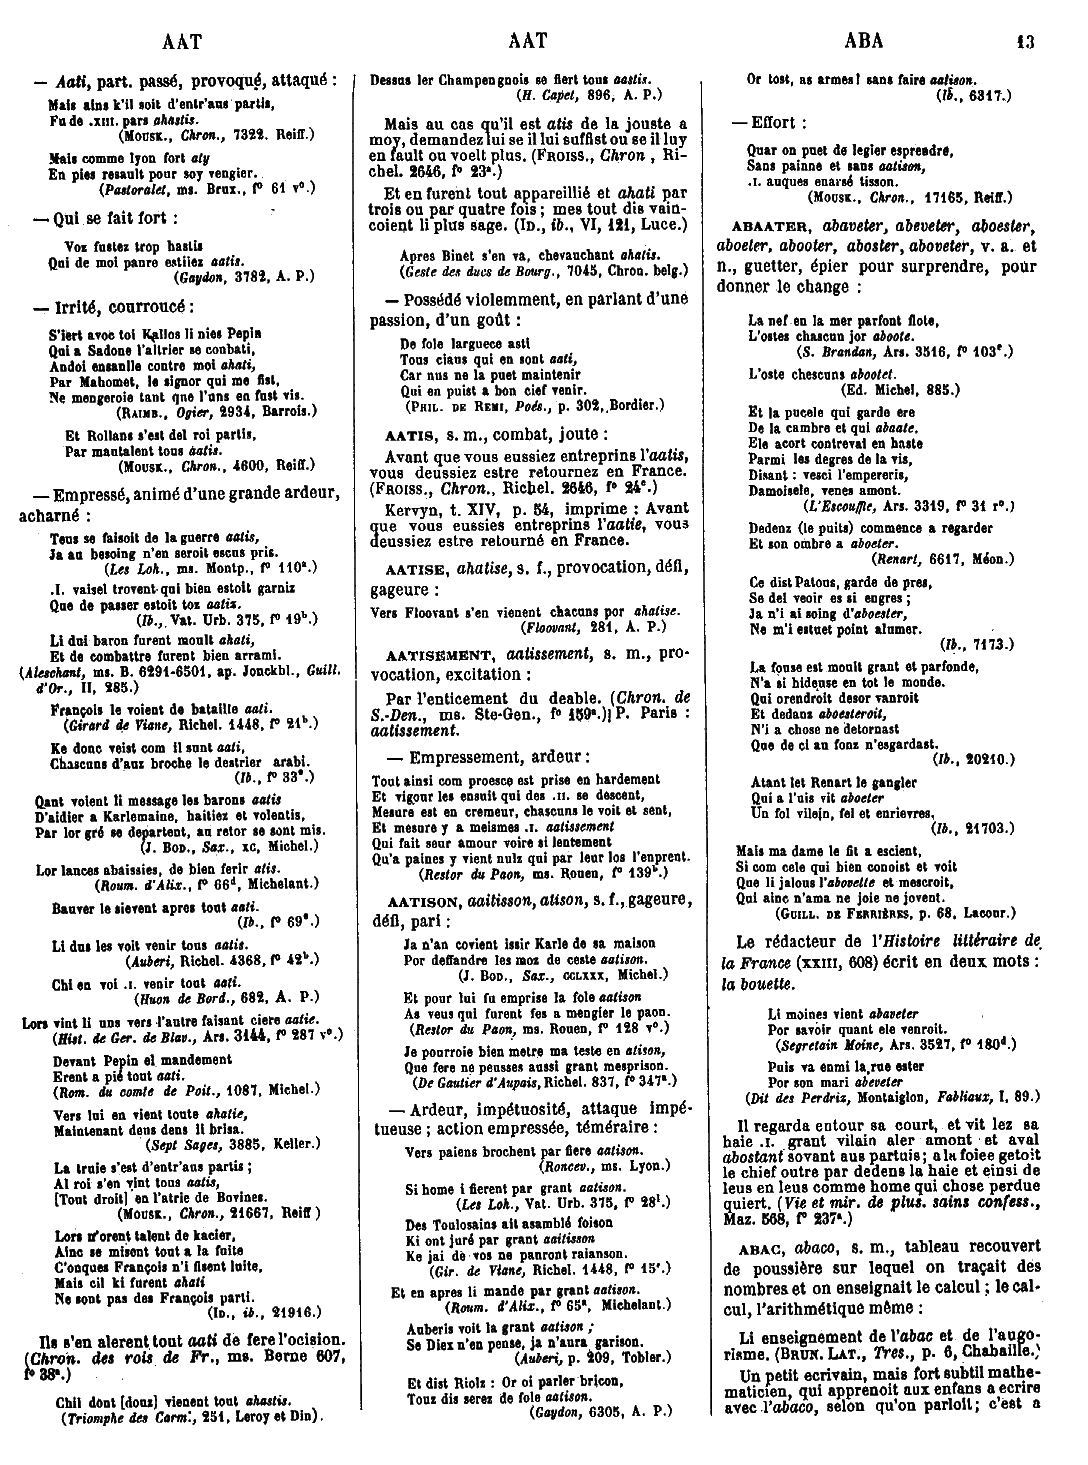 AAT
AAT
ABA
13
— Aati, part. passé, provoqué, attaqué :
Mais ains k'il soit d'entr'aus partis,
Fu de .XIII. pars ahastis.
(MOUSK., Chron., 7322. Reiff.)
Mais comme lyon fort aty
En pies resault pour soy vengier.
(Pastoralet, ms. Brux., f° 61 v°.)
— Qui se fait fort :
Voz fustez trop hastis
Qui de moi panre estiiez aatis.
(Gaydon, 3782, A. P.)
— Irrité, courroucé :
S'iert avoc toi Kallos li nies Pepin
Qui a Sadone l'altrier se conbati,
Andoi ensanlle contre moi ahati,
Par Mahomet, le signor qui me fist,
Ne mengeroie tant que l'uns en fust vis.
(RAIMB., Ogier, 2934, Barrois.)
Et Rollans s'est del roi partis,
Par mautalent tous aatis.
(MOUSK., Chron., 4600, Reiff.)
— Empressé, animé d'une grande ardeur,
acharné :
Teus se faisoit de la guerre aatis,
Ja au besoing n'en seroit escus pris.
(Les Loh., ms. Montp., f° 110ª.)
.I. vaisel trovent qui bien estoit garniz
Que de passer estoit toz aatiz.
(Ib., Vat. Urb. 375, f° 19ᵇ.)
Li dui baron furent moult ahati,
Et de combattre furent bien arrami.
(Aleschant, ms. B. 6291-6501, ap. Jonckbl., Guill.
d'Or., II, 285.)
François le voient de bataille aati.
(Girard de Viane, Richel. 1448, f° 21ᵇ.)
Ke donc veist com il sunt aati,
Chascuns d'auz broche le destrier arabi.
(Ib., f° 33ª.)
Qant voient li message les barons aatis
D'aidier a Karlemaine, haitiez et volentis,
Par lor gré se departent, au retor se sont mis.
(J. BOD., Sax., XC, Michel.)
Lor lances abaissies, de bien ferir atis.
(Roum. d'Alix., f° 66ᵈ, Michelant.)
Bauver le sievent apres tout aati.
(Ib., f° 69ª.)
Li dus les voit venir tous aatis.
(Auberi, Richel. 4368, f° 42ᵇ.)
Chi en voi .I. venir tout aati.
(Huon de Bord., 682, A. P.)
Lors vint li uns vers l'autre faisant ciere aatie.
(Hist. de Ger. de Blav., Ars. 3144, f° 287 v°.)
Devant Pepin el mandement
Erent a pié tout aati.
(Rom. du comte de Poit., 1087, Michel.)
Vers lui en vient toute ahatie,
Maintenant deus dens li brisa.
(Sept Sages, 3885, Keller.)
La truie s'est d'entr'aus partis ;
Al roi s'en vint tous aatis,
[Tout droit] en l'atrie de Bovines.
(MOUSK., Chron., 21667, Reiff )
Lors n'orent talent de kacier,
Ainc se misent tout a la fuite
C'onques François n'i fisent luite,
Mais cil ki furent ahati
Ne sont pas des François parti.
(ID., ib., 21916.)
Ils s'en alerent tout aati de fere l'ocision.
(Chron. des rois de Fr., ms. Berne 607,
f° 38ª.)
Chil dont [douz] vienent tout ahastis.
(Triomphe des Carm., 251, Leroy et Din).
Dessus ler Champengnois se fiert tous aastis.
(H. Capet, 896, A. P.)
Mais au cas qu'il est atis de la jouste a
moy, demandez lui se il lui suffist ou se il luy
en fault ou voelt plus. (FROISS., Chron , Ri-
chel. 2646, f° 23ª.)
Et en furent tout appareillié et ahati par
trois ou par quatre fois ; mes tout dis vain-
coient li plus sage. (ID., ib., VI, 121, Luce.)
Apres Binet s'en va, chevauchant ahatis.
(Geste des ducs de Bourg., 7045, Chron. belg.)
— Possédé violemment, en parlant d'une
passion, d'un goût :
De fole larguece asti
Tous ciaus qui en sont aati,
Car nus ne la puet maintenir
Qui en puist a bon cief venir.
(PHIL. DE REMI, Poés., p. 302, Bordier.)
AATIS, s. m., combat, joute :
Avant que vous eussiez entreprins l'aatis,
vous deussiez estre retournez en France.
(FROISS., Chron., Richel. 2646, f° 24ᶜ.)
Kervyn, t. XIV, p. 54, imprime : Avant
que vous eussies entreprins l'aatie, vous
deussiez estre retourné en France.
AATISE, ahatise, s. f., provocation, défi,
gageure :
Vers Floovant s'en vienent chacuns por ahatise.
(Floovant, 281, A. P.)
AATISEMENT, aatissement, s. m., pro-
vocation, excitation :
Par l'enticement du deable. (Chron. de
S.-Den., ms. Ste-Gen., f° 159ª.)] P. Paris :
aatissement.
— Empressement, ardeur :
Tout ainsi com proesce est prise en hardement
Et vigour les ensuit qui des .II. se descent,
Mesure est en cremeur, chascuns le voit et sent,
Et mesure y a meismes .I. aatissement
Qui fait seur amour voire si lentement
Qu'a paines y vient nulz qui par leur los l'enprent.
(Restor du Paon, ms. Rouen, f° 139ᵇ.)
AATISON, aaitisson, atison, s. f., gageure,
défi, pari :
Ja n'an covient issir Karle de sa maison
Por deffandre les moz de ceste aatison.
(J. BOD., Sax., CCLXXX, Michel.)
Et pour lui fu emprise la fole aatison
As veus qui furent fes a mengier le paon.
(Restor du Paon, ms. Rouen, f° 128 v°.)
Je pourroie bien metre ma teste en atison,
Que fere ne peusses aussi grant mesprison.
(De Gautier d'Aupais, Richel. 837, f° 347ª.)
— Ardeur, impétuosité, attaque impé-
tueuse ; action empressée, téméraire :
Vers paiens brochent par fiere aatison.
(Roncev., ms. Lyon.)
Si home i fierent par grant aatison.
(Les Loh., Vat. Urb. 375, f° 28ᶦ.)
Des Toulosains ait asamblé foison
Ki ont juré par grant aaitisson
Ke jai de vos ne panront raianson.
(Gir. de Viane, Richel. 1448, f° 15ᶜ.)
Et en apres li mande par grant aatison.
(Roum. d'Alix., f° 65ª, Michelant.)
Auberis voit la grant aatison ;
Se Diex n'en pense, ja n'aura garison.
(Auberi, p. 209, Tobler.)
Et dist Riolz : Or oi parler bricon,
Touz dis serez de fole aatison.
(Gaydon, 6305, A. P.)
Or tost, as armes ! sans faire aatison.
(Ib., 6317.)
— Effort :
Quar on puet de legier esprendre,
Sans painne et sans aatison,
.I. auques enarsé tisson.
(MOUSK., Chron., 17165, Reiff.)
ABAATER, abaveter, abeveter, aboester,
aboeter, abooter, aboster, aboveter, v. a. et
n., guetter, épier pour surprendre, pour
donner le change :
La nef en la mer parfont flote,
L'ostes chascun jor aboote.
(S. Brandan, Ars. 3516, f° 103ᵉ.)
L'oste chescuns abootet.
(Ed. Michel, 885.)
Et la pucele qui garde ere
De la cambre et qui abaate.
Ele acort contreval en haste
Parmi les degres de la vis,
Disant : vesci l'empereris,
Damoisele, venes amont.
(L'Escouffle, Ars. 3319, f° 31 r°.)
Dedenz (le puits) commence a regarder
Et son ombre a aboeter.
(Renart, 6617, Méon.)
Ce dist Patous, garde de pres,
Se del veoir es si engres ;
Ja n'i ai soing d'aboester,
Ne m'i estuet point alumer.
(Ib., 7173.)
La fouse est moult grant et parfonde,
N'a si hideuse en tot le monde.
Qui orendroit desor vanroit
Et dedans aboesteroit,
N'i a chose ne detornast
Que de ci au fonz n'esgardast.
(Ib., 20210.)
Atant let Renart le gangler
Qui a l'uis vit aboeter
Un fol vilein, fel et enrievres,
(Ib., 21703.)
Mais ma dame le fit a escient,
Si com cele qui bien conoist et voit
Que li jalous l'abovette et mescroit,
Qui ainc n'ama ne joie ne jovent.
(GUILL. DE FERRIÈRES, p. 68, Lacour.)
Le rédacteur de l'Histoire littéraire de
la France (XXIII, 608) écrit en deux mots :
la bouette.
Li moines vient abaveter
Por savoir quant ele venroit.
(Segretain Moine, Ars. 3527, f° 180ᵈ.)
Puis va enmi la rue ester
Por son mari abeveter
(Dit des Perdriz, Montaiglon, Fabliaux, I, 89.)
Il regarda entour sa court, et vit lez sa
haie .I. grant vilain aler amont et aval
abostant sovant aus partuis ; a la foiee getoit
le chief outre par dedens la haie et einsi de
leus en leus comme home qui chose perdue
quiert. (Vie et mir. de plus. sains confess.,
Maz. 568, f° 237ª.)
ABAC, abaco, s. m., tableau recouvert
de poussière sur lequel on traçait des
nombres et on enseignait le calcul ; le cal-
cul, l'arithmétique même :
Li enseignement de l'abac et de l'augo-
risme. (BRUN. LAT., Tres., p. 6, Chabaille.)
Un petit ecrivain, mais fort subtil mathe-
maticien, qui apprenoit aux enfans a ecrire
avec l'abaco, selon qu'on parloit ; c'est a